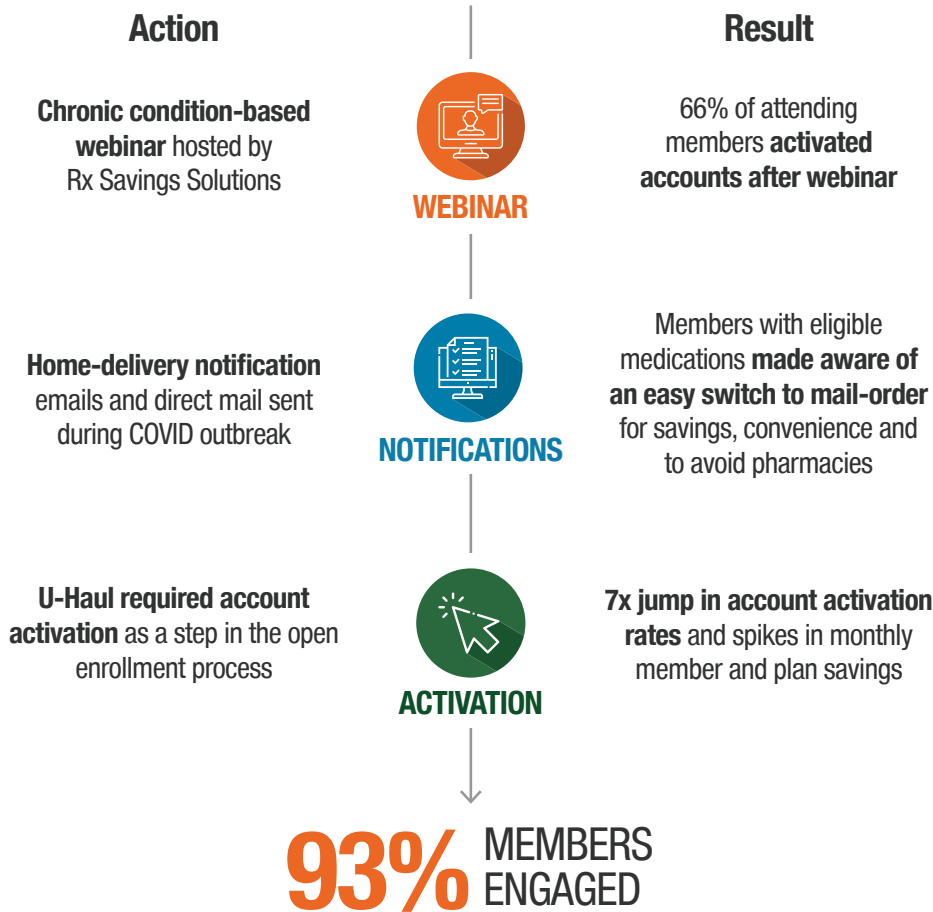 Action
Result
Chronic condition-based
webinar hosted by
Rx Savings Solutions
WEBINAR
66% of attending
members activated
accounts after webinar
Home-delivery notification
emails and direct mail sent
during COVID outbreak
NOTIFICATIONS
Members with eligible
medications made aware of
an easy switch to mail-order
for savings, convenience and
to avoid pharmacies
U-Haul required account
activation as a step in the open
enrollment process
ACTIVATION
7x jump in account activation
rates and spikes in monthly
member and plan savings
93% MEMBERS
ENGAGED